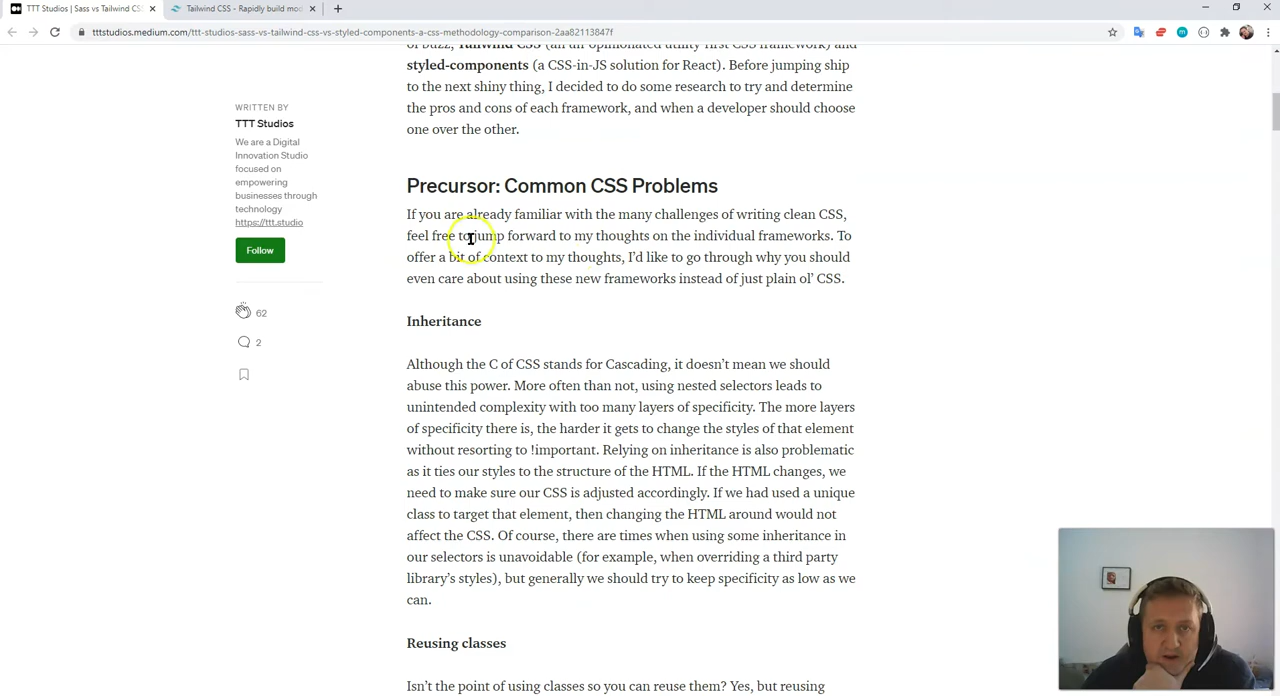 TTT Studios | Sass vs Tailwind CSS
Tailwind CSS - Rapidly build mod
tttstudios.medium.com/ttt-studios-sass-vs-tailwind-css-vs-styled-components-a-css-methodology-comparison-2aa82113847f
of buzz, Tailwind CSS (an un-opinionated utility first CSS framework) and
styled-components (a CSS-in-JS solution for React). Before jumping ship
to the next shiny thing, I decided to do some research to try and determine
the pros and cons of each framework, and when a developer should choose
one over the other.
WRITTEN BY
TTT Studios
We are a Digital
Innovation Studio
focused on
empowering
businesses through
technology
https://ttt.studio
Follow
62
2
Precursor: Common CSS Problems
If you are already familiar with the many challenges of writing clean CSS,
feel free to jump forward to my thoughts on the individual frameworks. To
offer a bit of context to my thoughts, I’d like to go through why you should
even care about using these new frameworks instead of just plain ol’ CSS.
Inheritance
Although the C of CSS stands for Cascading, it doesn’t mean we should
abuse this power. More often than not, using nested selectors leads to
unintended complexity with too many layers of specificity. The more layers
of specificity there is, the harder it gets to change the styles of that element
without resorting to !important. Relying on inheritance is also problematic
as it ties our styles to the structure of the HTML. If the HTML changes, we
need to make sure our CSS is adjusted accordingly. If we had used a unique
class to target that element, then changing the HTML around would not
affect the CSS. Of course, there are times when using some inheritance in
our selectors is unavoidable (for example, when overriding a third party
library’s styles), but generally we should try to keep specificity as low as we
can.
Reusing classes
Isn’t the point of using classes so you can reuse them? Yes, but reusing